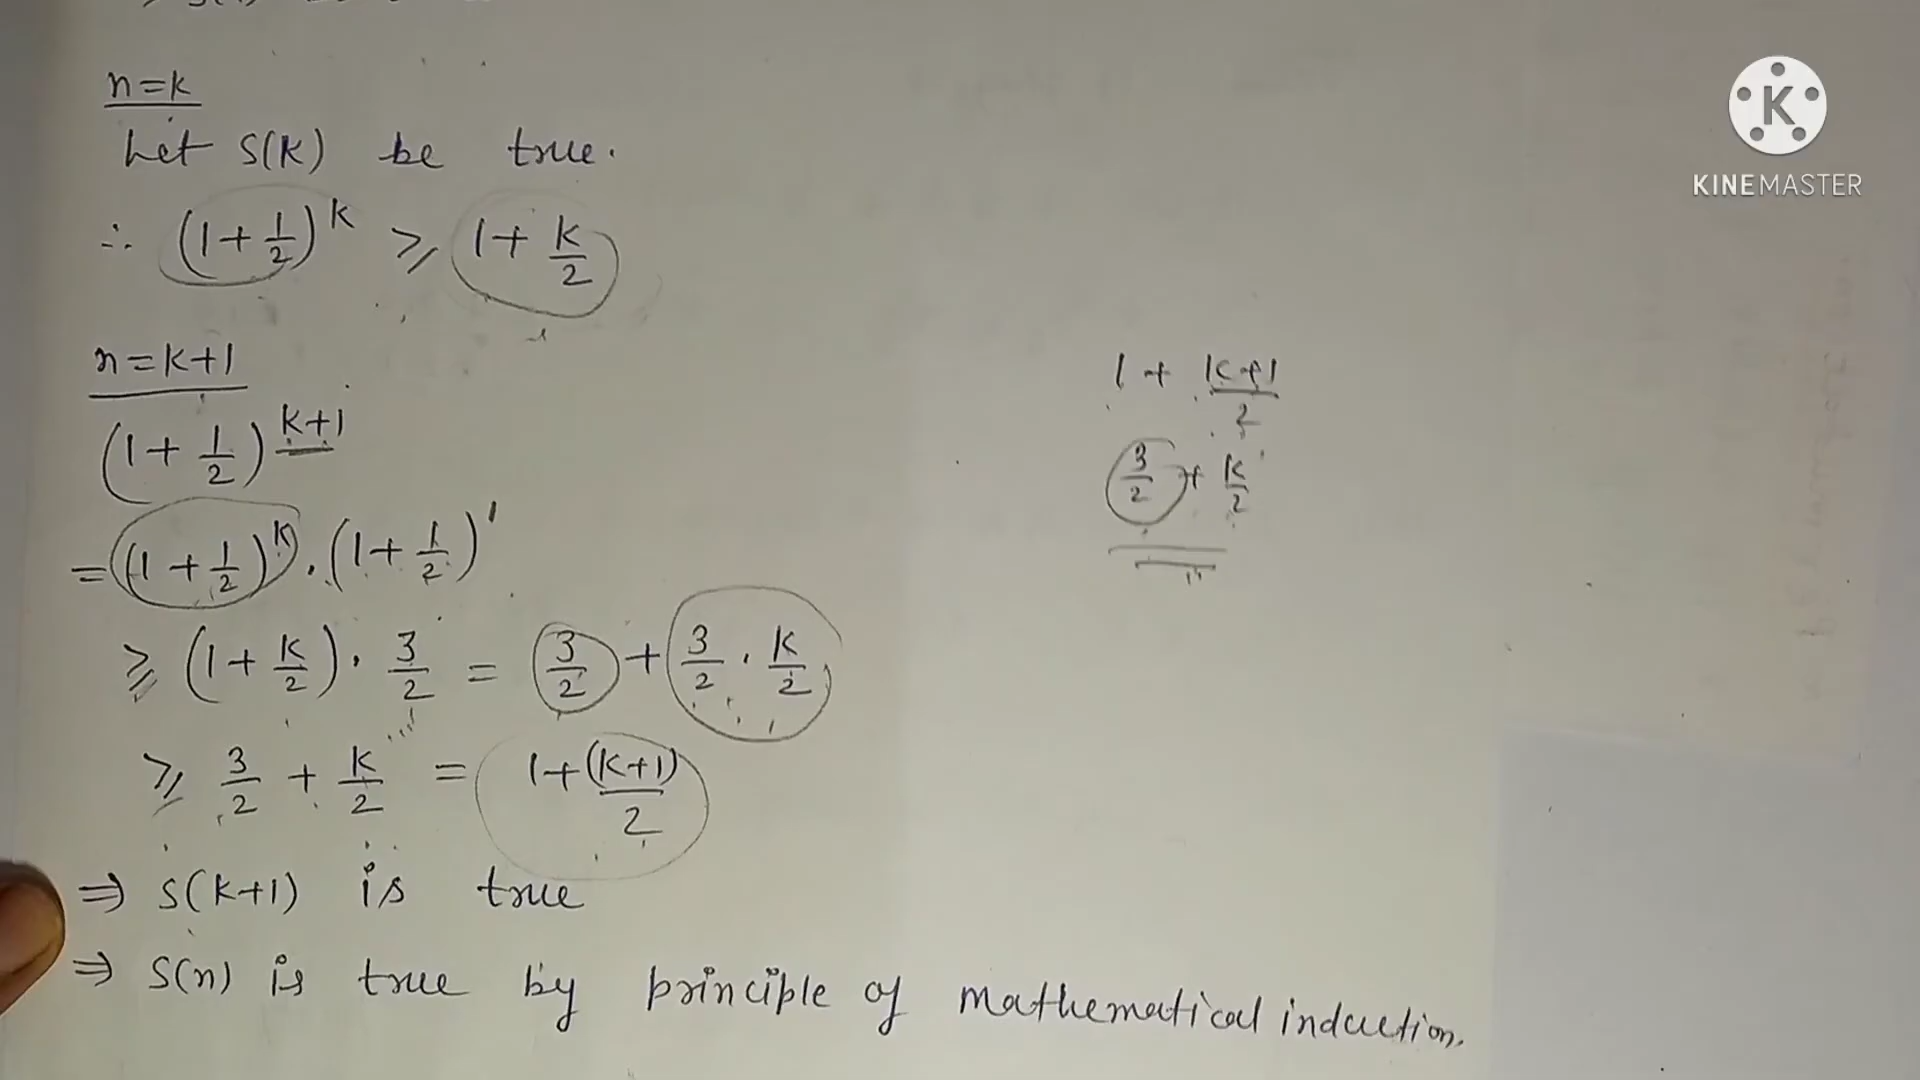 n=k
Let S(k) be true.
∴ (1+1/2)^k ≥ 1+k/2
n=k+1
(1+1/2)^(k+1)
=(1+1/2)^k . (1+1/2)^1
≥ (1+k/2) . 3/2 = 3/2 + 3/2 . k/2
≥ 3/2 + k/2 = 1+(k+1)/2
⇒ S(k+1) is true
⇒ S(n) is true by principle of mathematical induction.
1 + k+1/2
3/2 + k/2
K
KINEMASTER